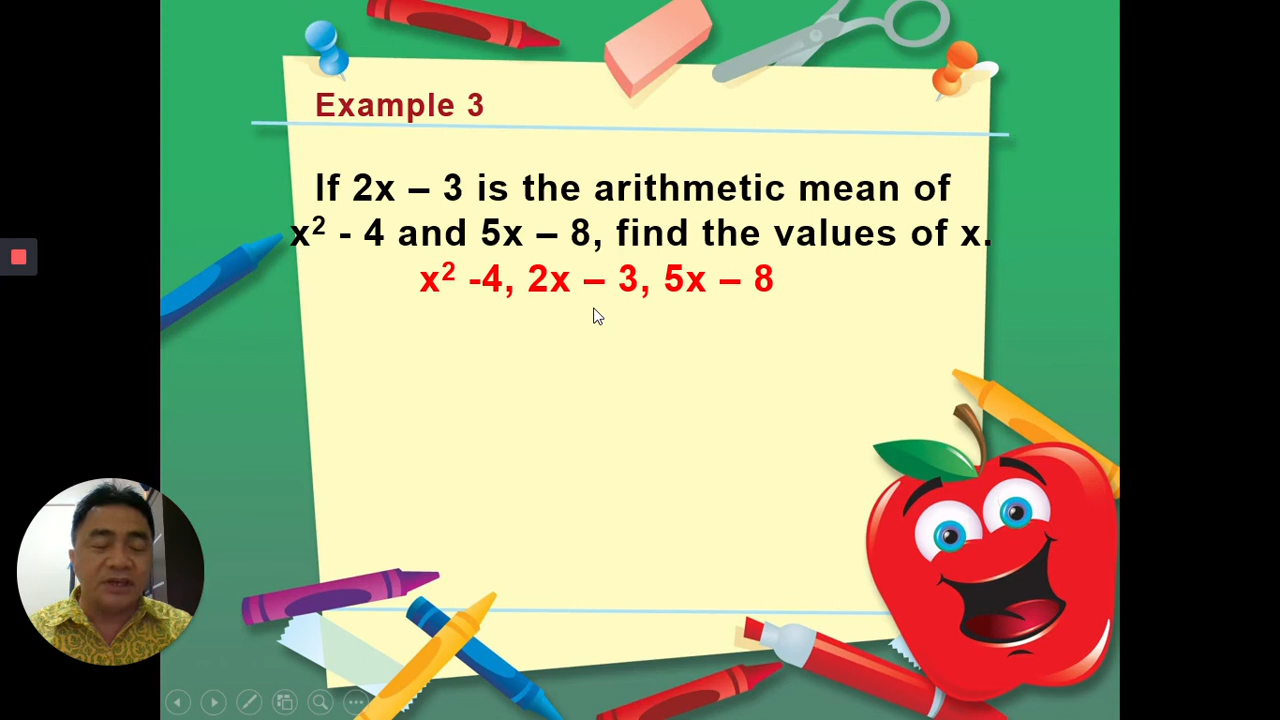 Example 3
If 2x – 3 is the arithmetic mean of
x² - 4 and 5x – 8, find the values of x.
x² -4, 2x – 3, 5x – 8